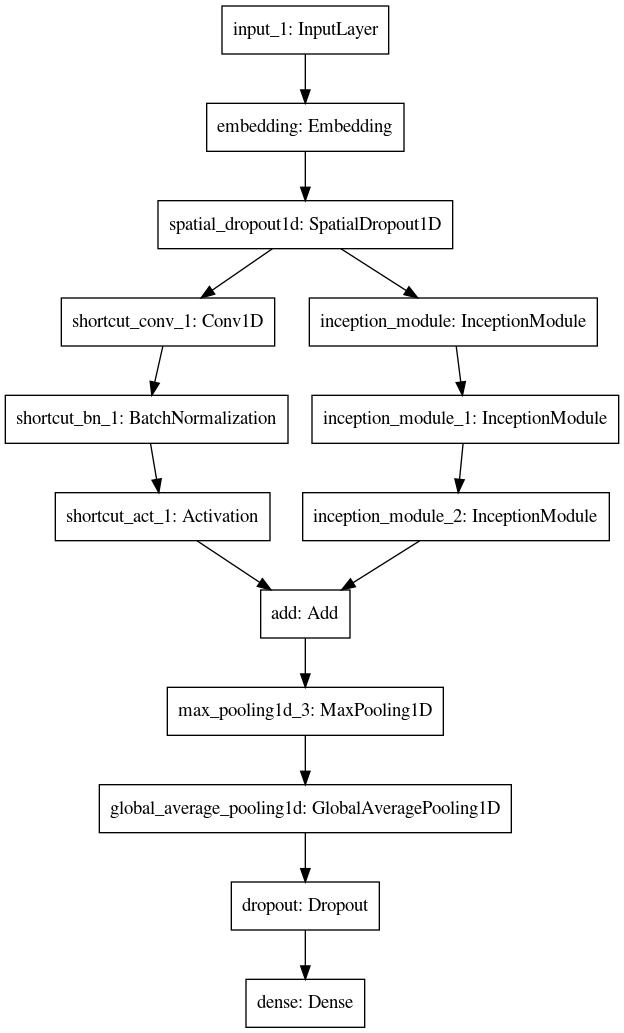 input_1: InputLayer
embedding: Embedding
spatial_dropout1d: SpatialDropout1D
shortcut_conv_1: Conv1D
inception_module: InceptionModule
shortcut_bn_1: BatchNormalization
inception_module_1: InceptionModule
shortcut_act_1: Activation
inception_module_2: InceptionModule
add: Add
max_pooling1d_3: MaxPooling1D
global_average_pooling1d: GlobalAveragePooling1D
dropout: Dropout
dense: Dense